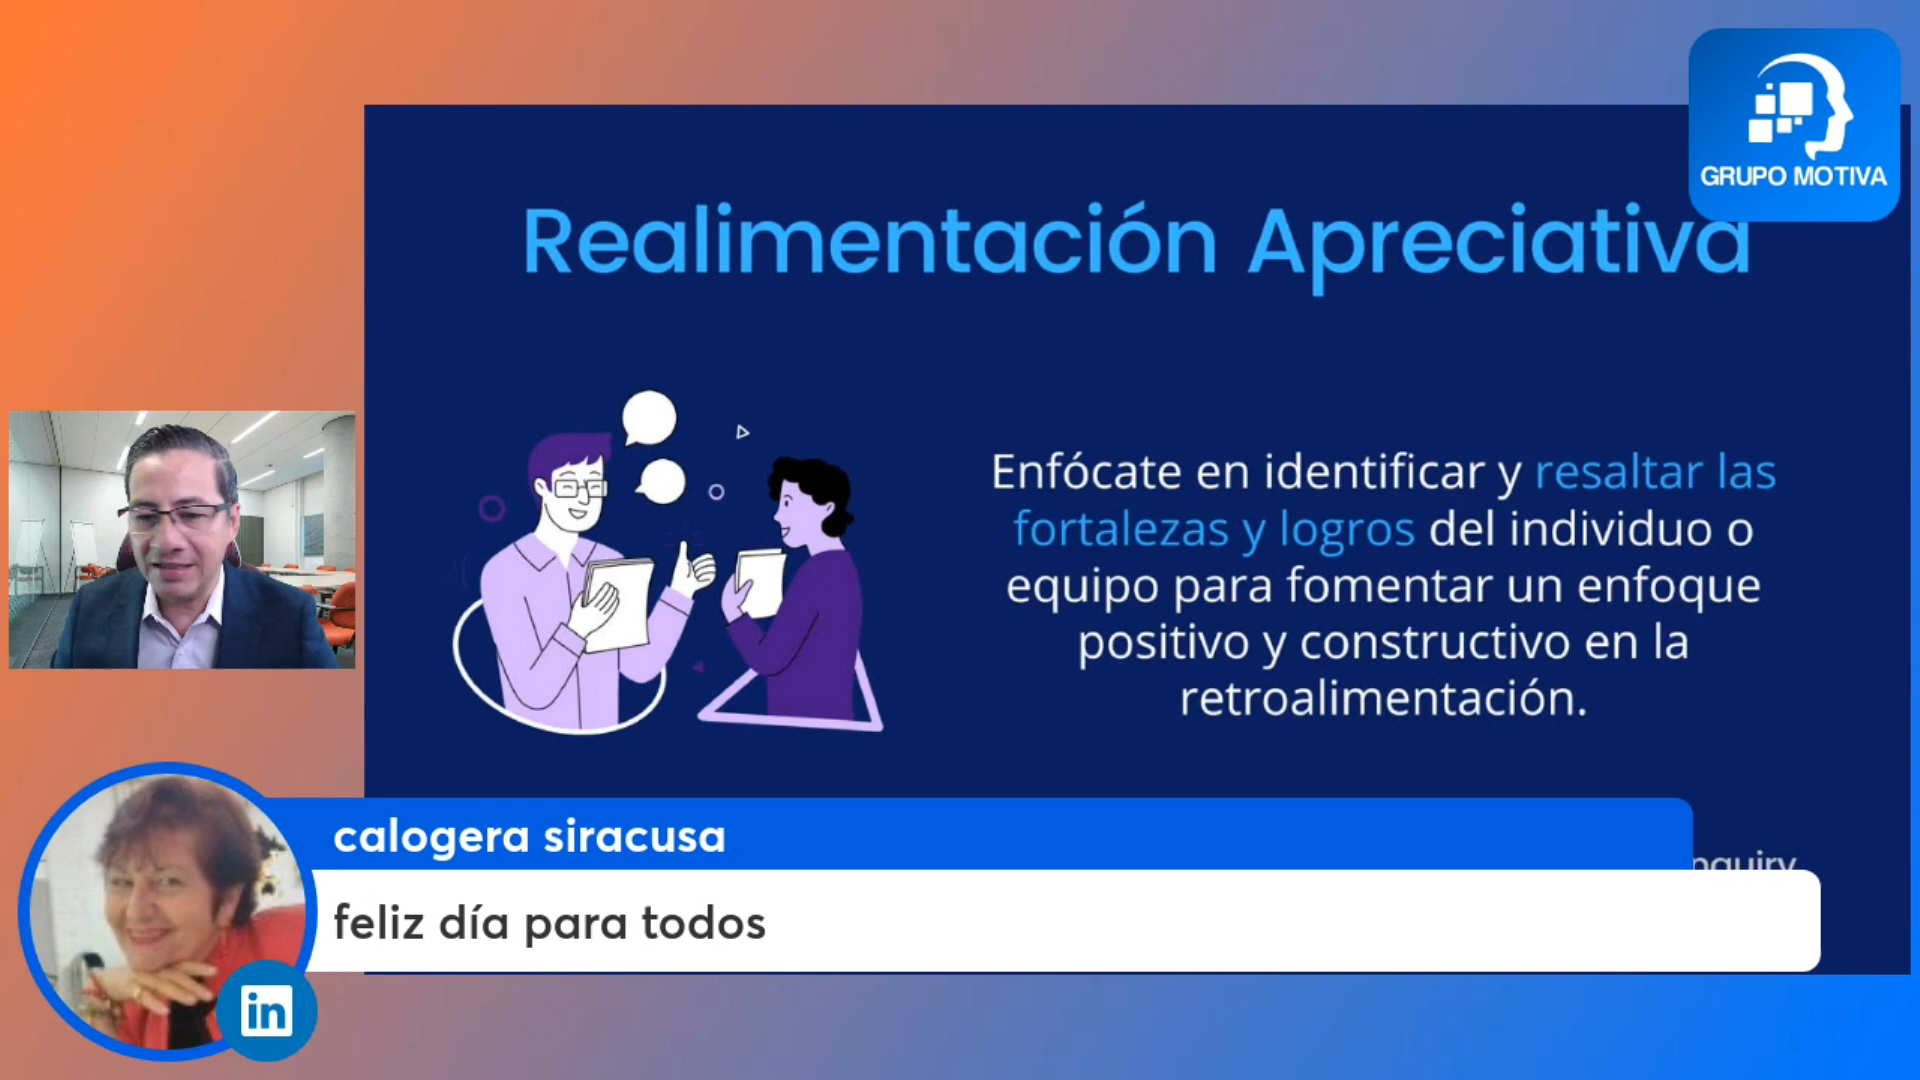 GRUPO MOTIVA
Realimentación Apreciativa
Enfócate en identificar y resaltar las
fortalezas y logros del individuo o
equipo para fomentar un enfoque
positivo y constructivo en la
retroalimentación.
calogera siracusa
feliz día para todos
in